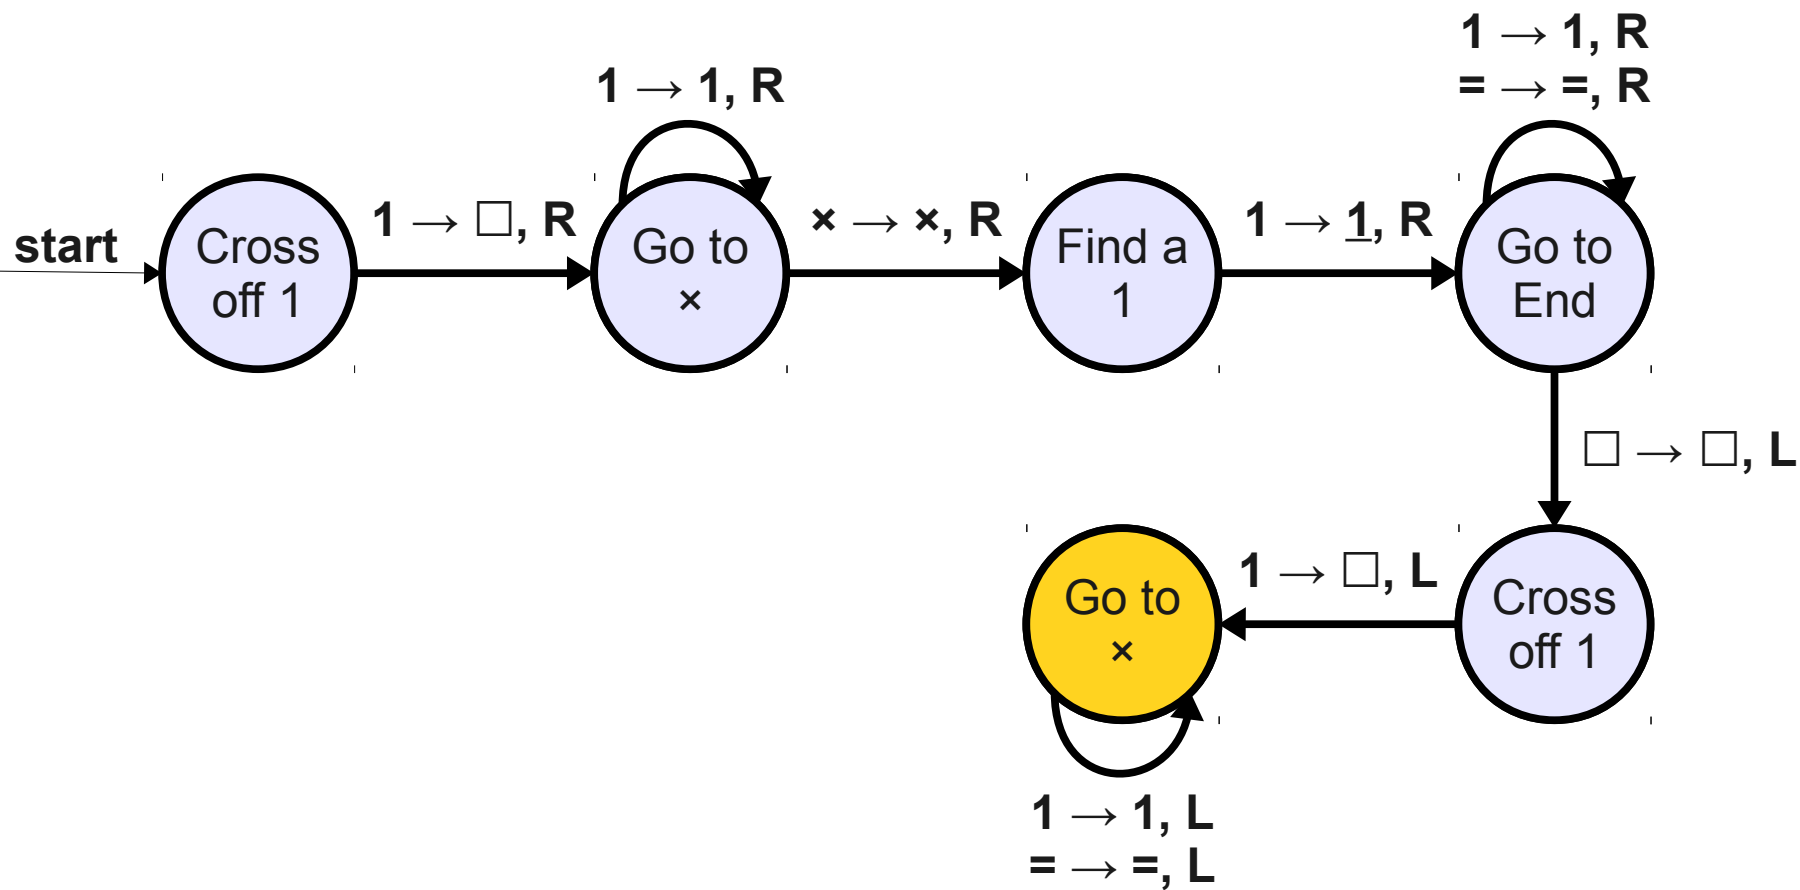 1 → 1, R
= → =, R
1 → 1, R
start
Cross
off 1
1 → □, R
Go to
×
× → ×, R
Find a
1
1 → 1, R
Go to
End
□ → □, L
Go to
×
1 → □, L
Cross
off 1
1 → 1, L
= → =, L